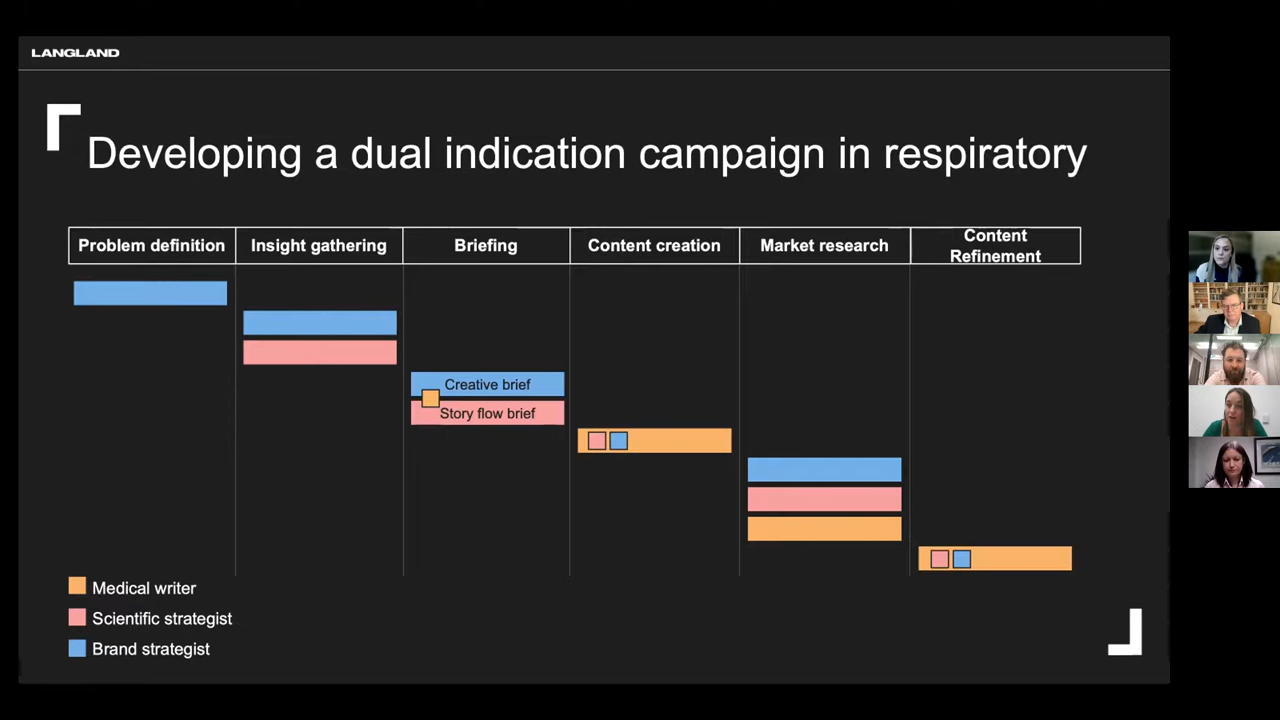 LANGLAND
Developing a dual indication campaign in respiratory
Problem definition
Insight gathering
Briefing
Content creation
Market research
Content
Refinement
Creative brief
Story flow brief
Medical writer
Scientific strategist
Brand strategist